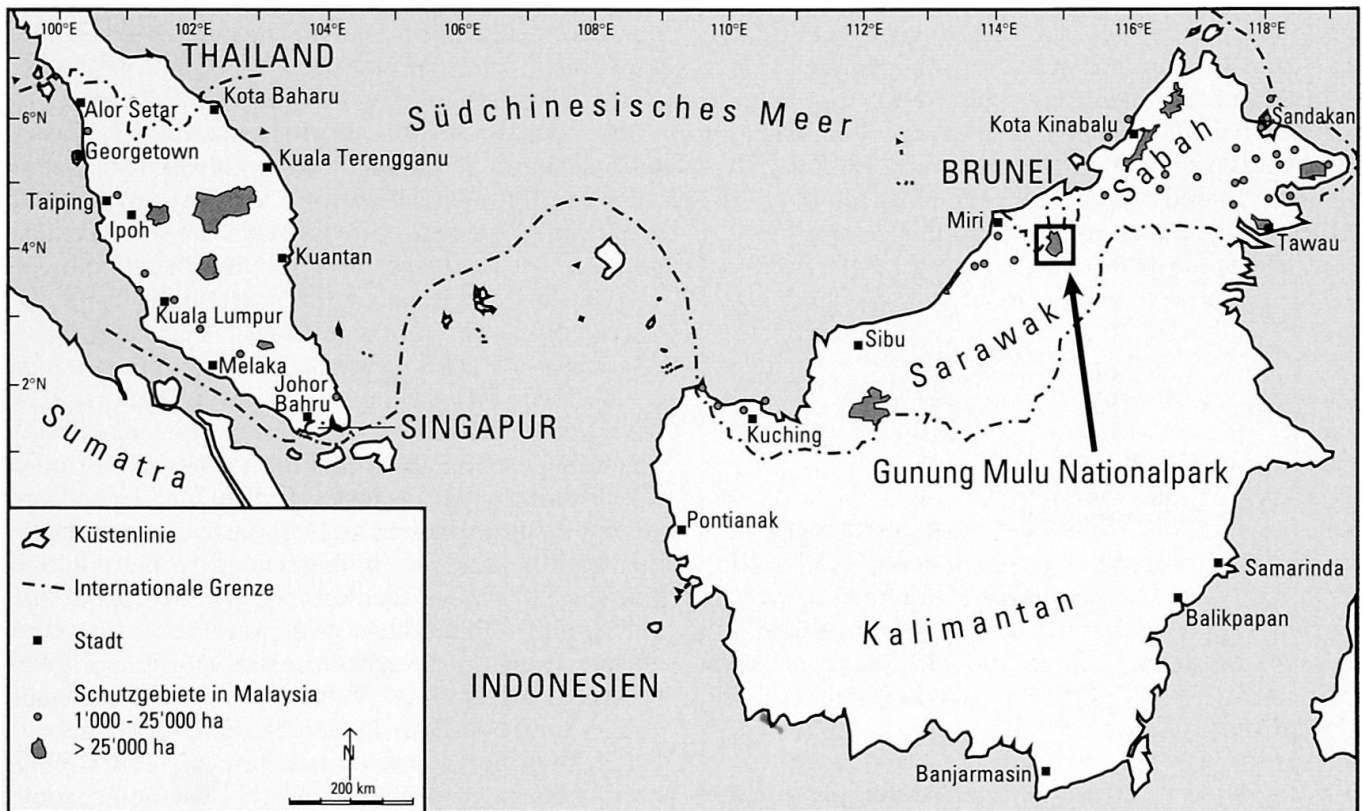 100°E
102°E
104°E
106°E
108°E
110°E
112°E
114°E
116°E
118°E
THAILAND
Alor Setar
Kota Baharu
6°N
Georgetown
Kuala Terengganu
Südchinesisches Meer
Kota Kinabalu
Sandakan
Sabah
BRUNEI
Taiping
Ipoh
Miri
Tawau
4°N
Kuantan
Kuala Lumpur
Sibu
Sarawak
Melaka
2°N
Johor
Bahru
SINGAPUR
Kuching
Sumatra
Gunung Mulu Nationalpark
Pontianak
Samarinda
Balikpapan
Kalimantan
INDONESIEN
Banjarmasin
Küstenlinie
Internationale Grenze
Stadt
Schutzgebiete in Malaysia
1'000 - 25'000 ha
> 25'000 ha
N
200 km